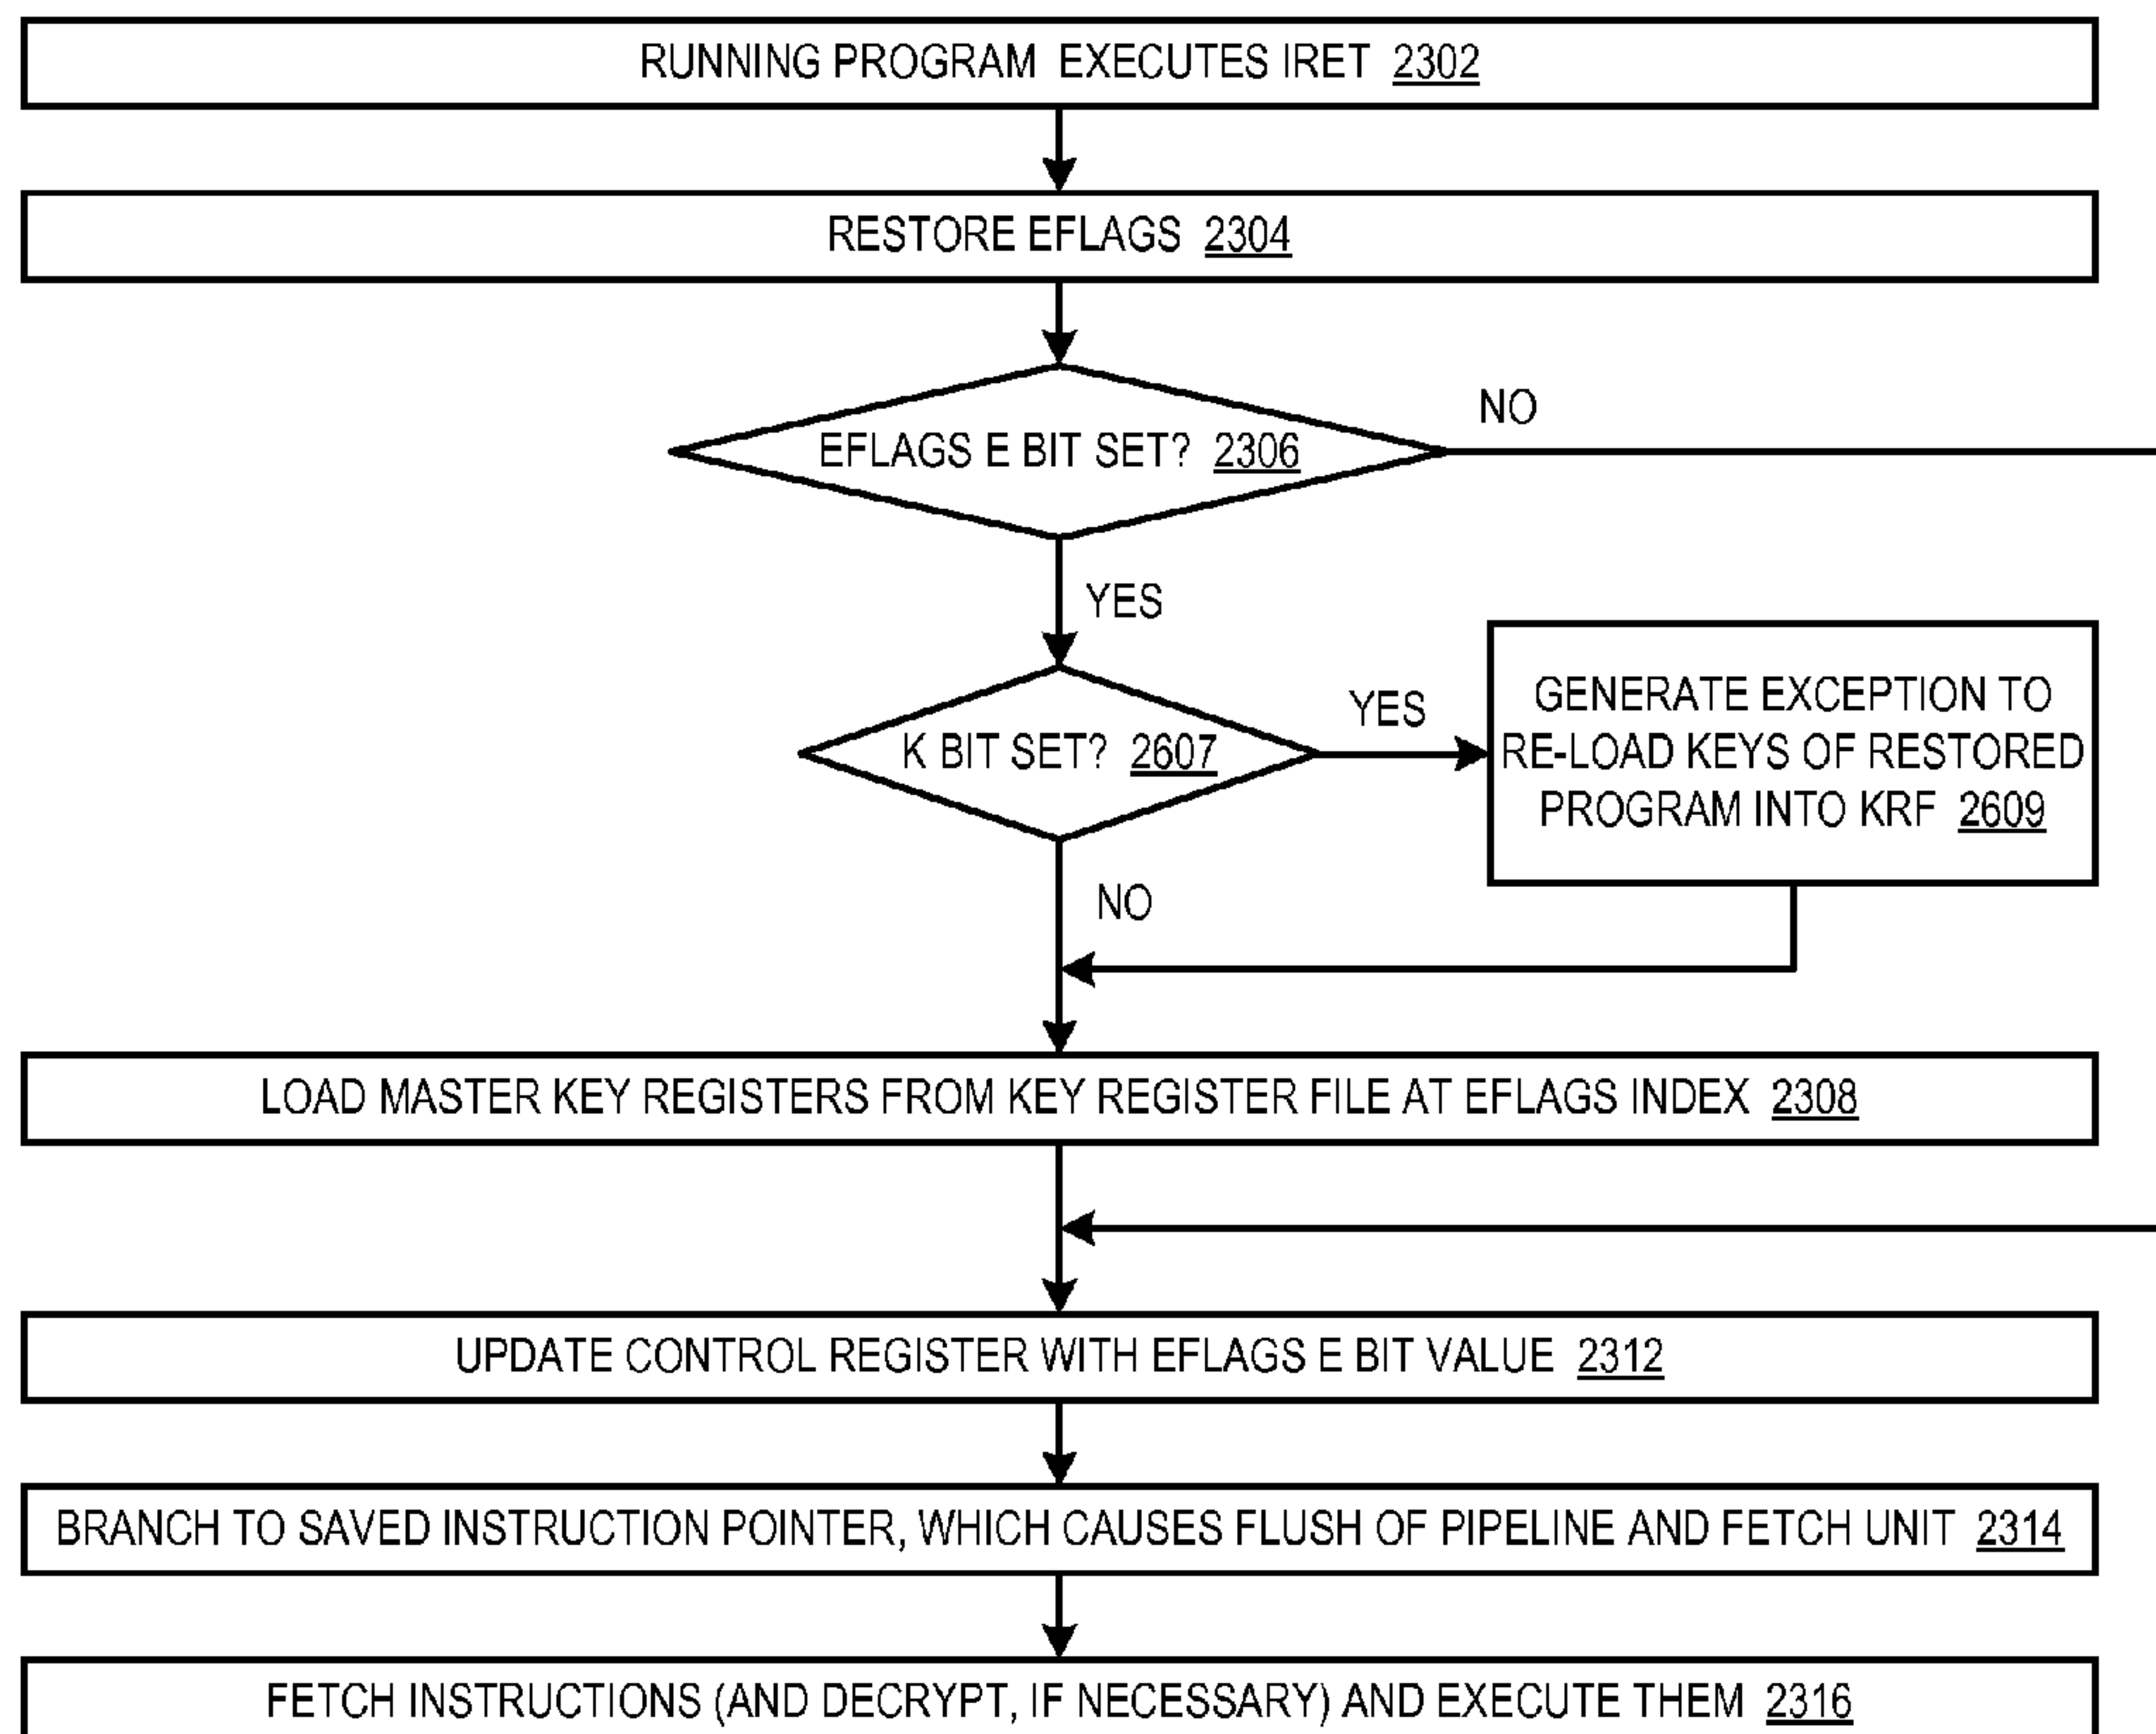 RUNNING PROGRAM EXECUTES IRET 2302
RESTORE EFLAGS 2304
NO
EFLAGS E BIT SET? 2306
YES
YES
K BIT SET? 2607
GENERATE EXCEPTION TO
RE-LOAD KEYS OF RESTORED
PROGRAM INTO KRF 2609
NO
LOAD MASTER KEY REGISTERS FROM KEY REGISTER FILE AT EFLAGS INDEX 2308
UPDATE CONTROL REGISTER WITH EFLAGS E BIT VALUE 2312
BRANCH TO SAVED INSTRUCTION POINTER, WHICH CAUSES FLUSH OF PIPELINE AND FETCH UNIT 2314
FETCH INSTRUCTIONS (AND DECRYPT, IF NECESSARY) AND EXECUTE THEM 2316